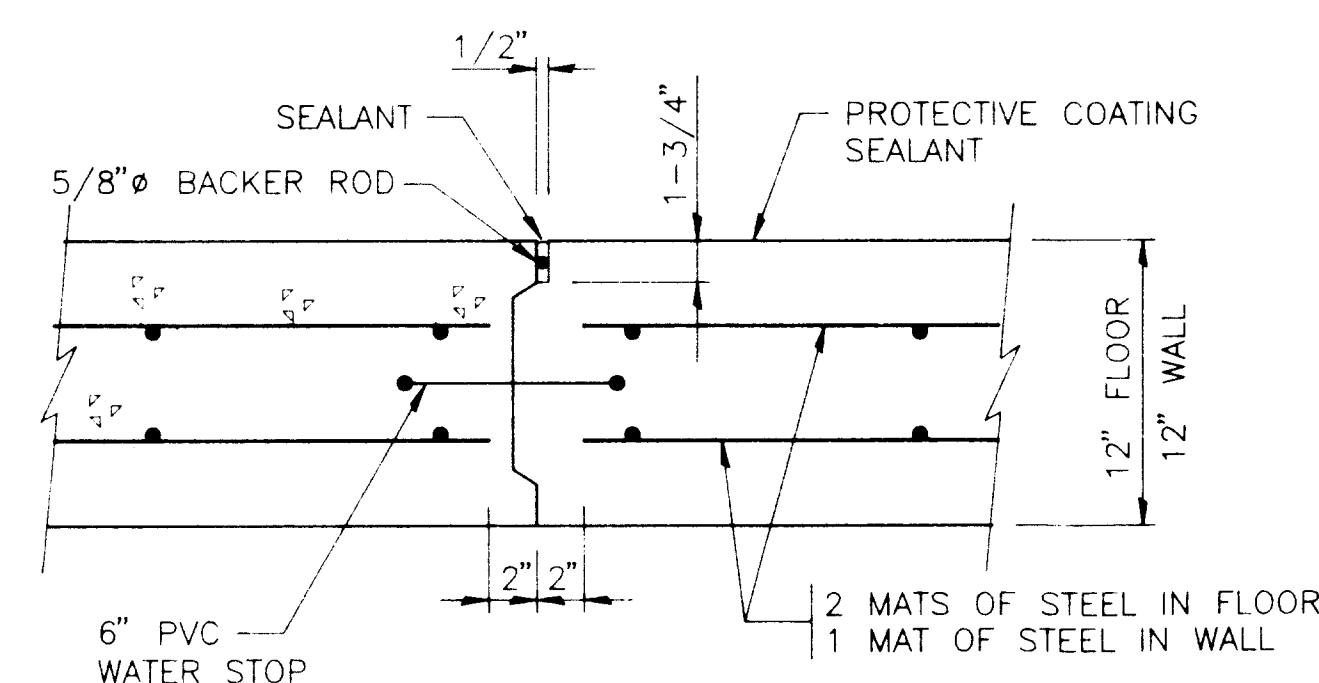 1/2"
SEALANT
5/8"ø BACKER ROD
1-3/4"
PROTECTIVE COATING
SEALANT
12" FLOOR
12" WALL
2"
2"
6" PVC
WATER STOP
2 MATS OF STEEL IN FLOOR
1 MAT OF STEEL IN WALL